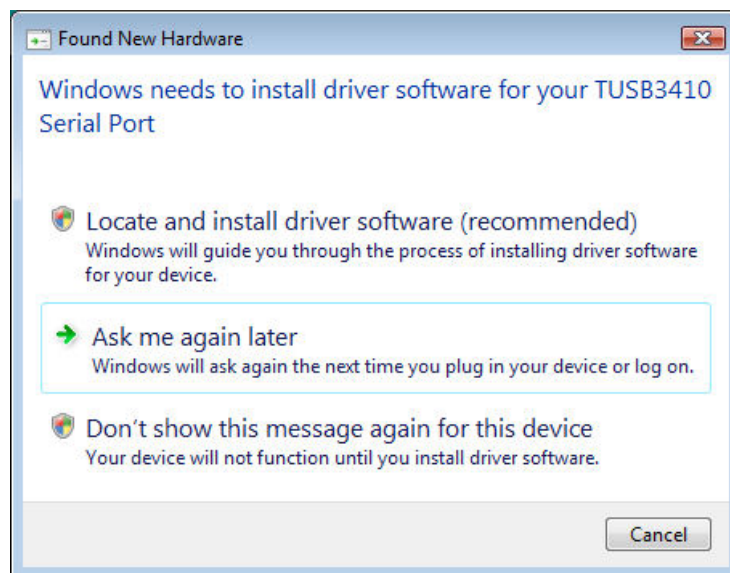 Found New Hardware
Windows needs to install driver software for your TUSB3410
Serial Port
Locate and install driver software (recommended)
Windows will guide you through the process of installing driver software
for your device.
Ask me again later
Windows will ask again the next time you plug in your device or log on.
Don't show this message again for this device
Your device will not function until you install driver software.
Cancel